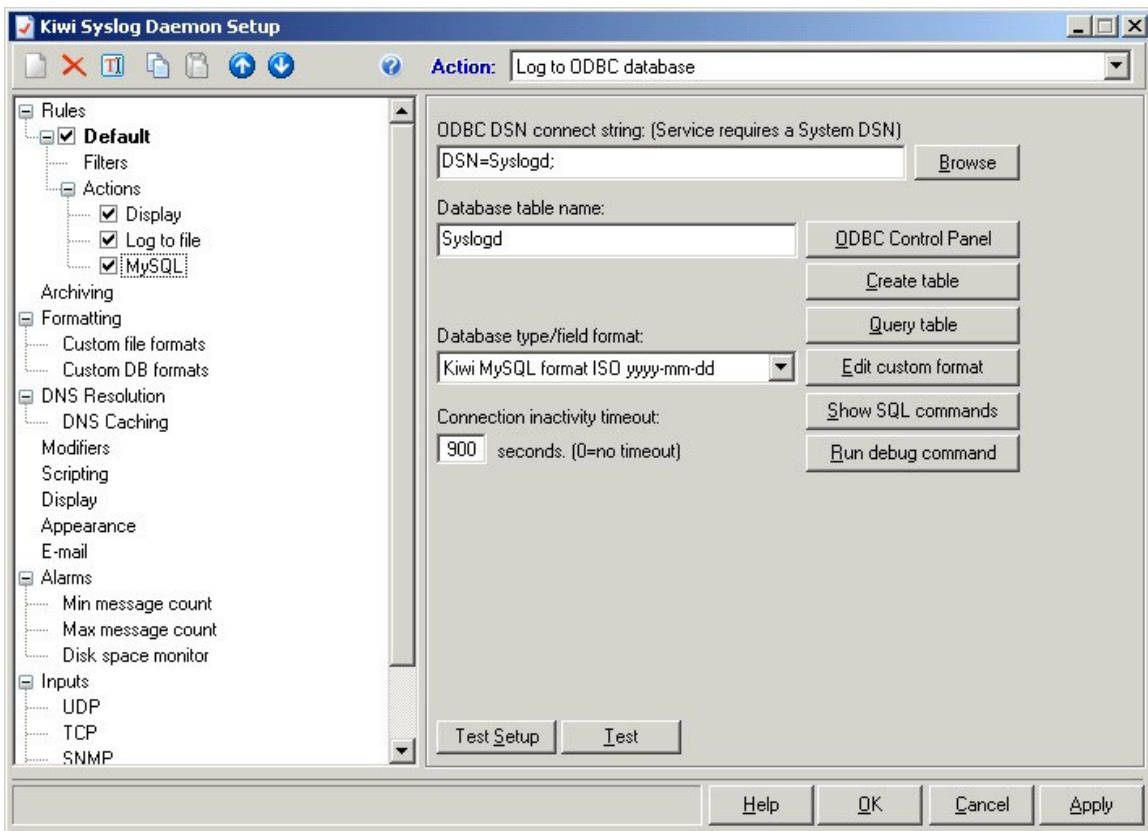 Kiwi Syslog Daemon Setup
Action: Log to ODBC database
Rules
Default
Filters
Actions
Display
Log to file
MySQL
Archiving
Formatting
Custom file formats
Custom DB formats
DNS Resolution
DNS Caching
Modifiers
Scripting
Display
Appearance
E-mail
Alarms
Min message count
Max message count
Disk space monitor
Inputs
UDP
TCP
SNMP
ODBC DSN connect string: (Service requires a System DSN)
DSN=Syslogd;
Browse
Database table name:
Syslogd
ODBC Control Panel
Create table
Query table
Database type/field format:
Kiwi MySQL format ISO yyyy-mm-dd
Edit custom format
Show SQL commands
Connection inactivity timeout:
900 seconds. (0=no timeout)
Run debug command
Test Setup
Test
Help
OK
Cancel
Apply